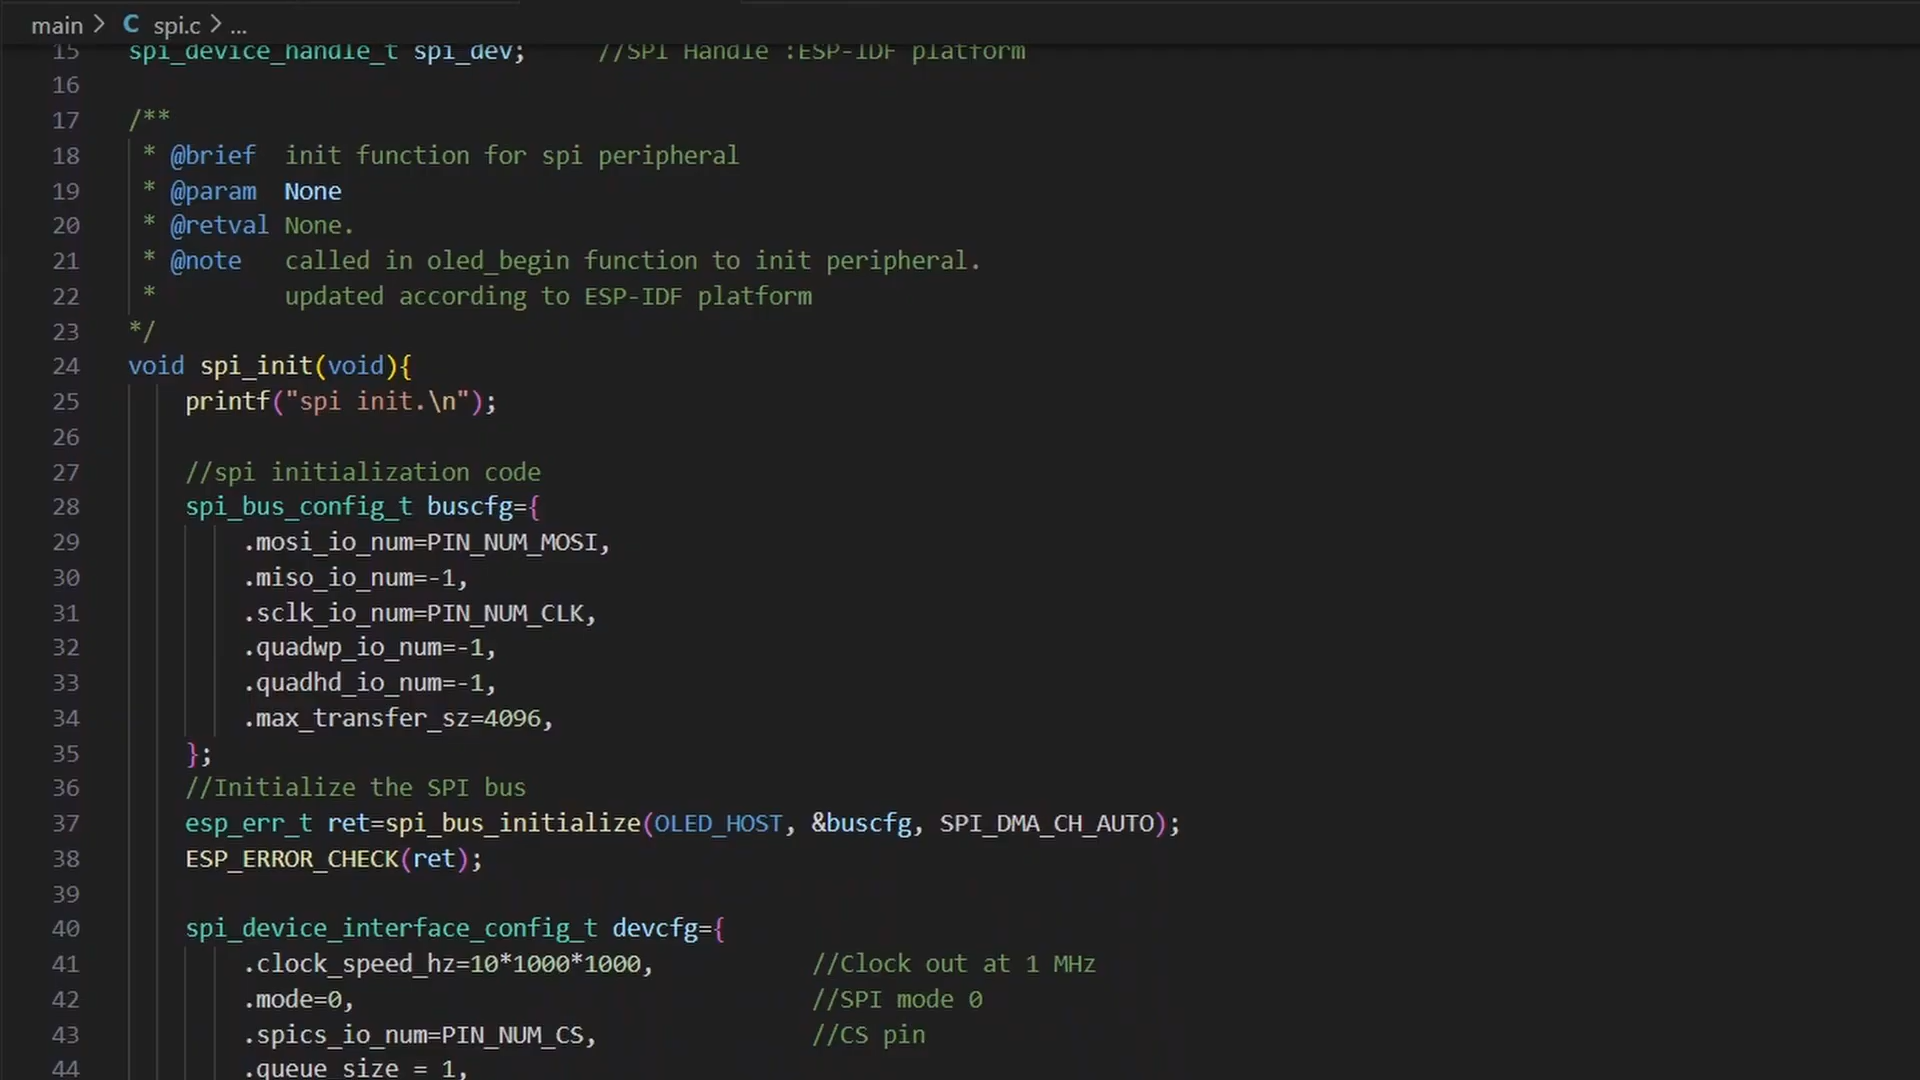 main > C spi.c > ...
15 spi_device_handle_t spi_dev; //SPI Handle :ESP-IDF platform
16
17 /**
18 * @brief init function for spi peripheral
19 * @param None
20 * @retval None.
21 * @note called in oled_begin function to init peripheral.
22 * updated according to ESP-IDF platform
23 */
24 void spi_init(void){
25 printf("spi init.\n");
26
27 //spi initialization code
28 spi_bus_config_t buscfg={
29 .mosi_io_num=PIN_NUM_MOSI,
30 .miso_io_num=-1,
31 .sclk_io_num=PIN_NUM_CLK,
32 .quadwp_io_num=-1,
33 .quadhd_io_num=-1,
34 .max_transfer_sz=4096,
35 };
36 //Initialize the SPI bus
37 esp_err_t ret=spi_bus_initialize(OLED_HOST, &buscfg, SPI_DMA_CH_AUTO);
38 ESP_ERROR_CHECK(ret);
39
40 spi_device_interface_config_t devcfg={
41 .clock_speed_hz=10*1000*1000, //Clock out at 1 MHz
42 .mode=0, //SPI mode 0
43 .spics_io_num=PIN_NUM_CS, //CS pin
44 .queue_size = 1,